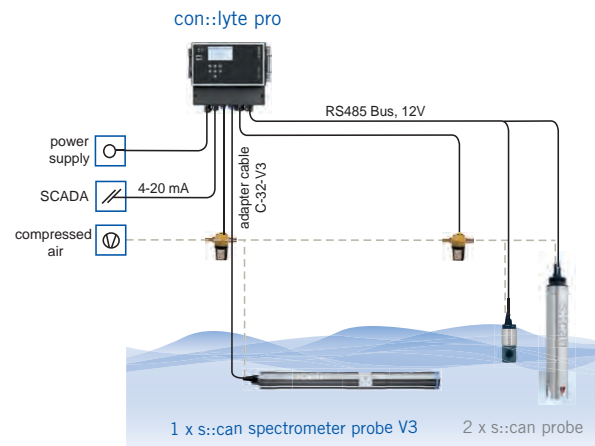 con::lyte pro
RS485 Bus, 12V
power
supply
SCADA
4-20 mA
adapter cable
C-32-V3
compressed
air
1 x s::can spectrometer probe V3
2 x s::can probe